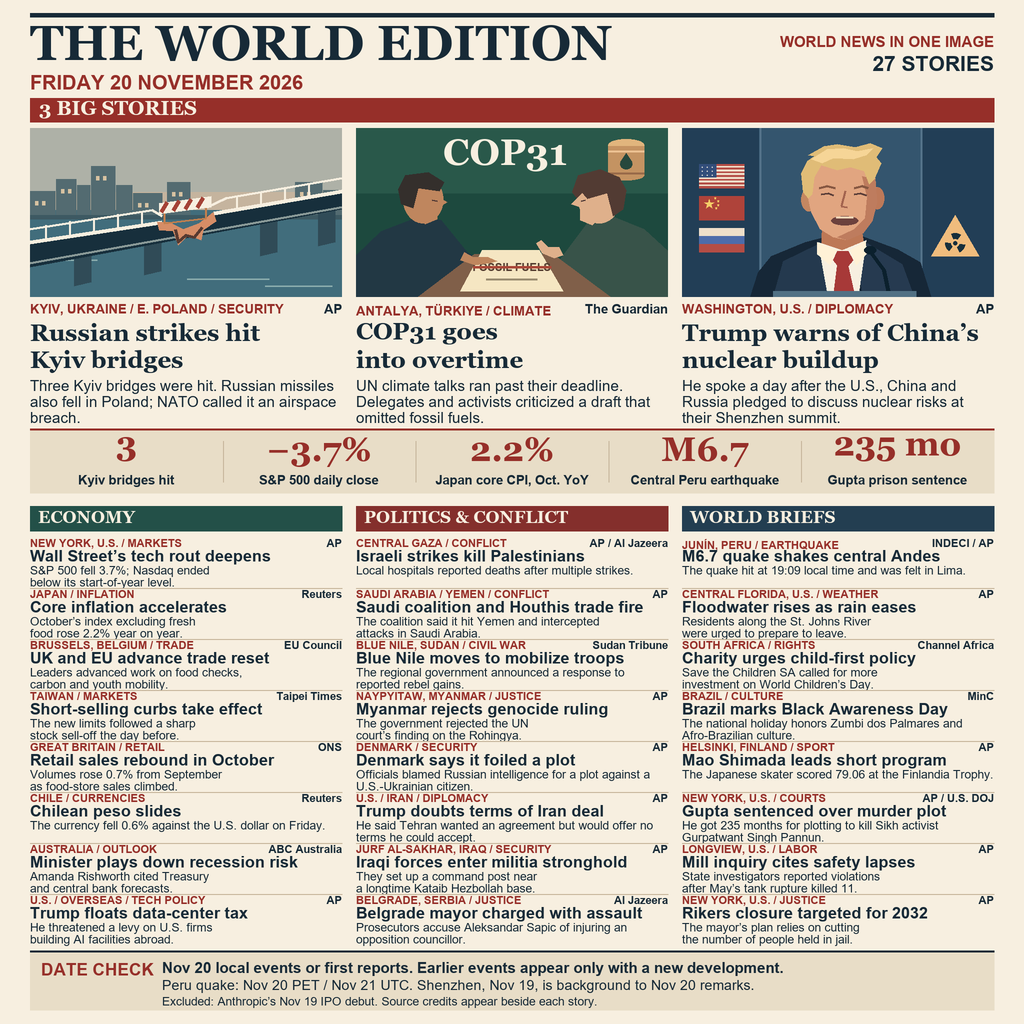 THE WORLD EDITION
FRIDAY 20 NOVEMBER 2026
WORLD NEWS IN ONE IMAGE
27 STORIES
3 BIG STORIES
COP31
FOSSIL FUELS
KYIV, UKRAINE / E. POLAND / SECURITY AP
Russian strikes hit
Kyiv bridges
Three Kyiv bridges were hit. Russian missiles
also fell in Poland; NATO called it an airspace
breach.
ANTALYA, TÜRKIYE / CLIMATE The Guardian
COP31 goes
into overtime
UN climate talks ran past their deadline.
Delegates and activists criticized a draft that
omitted fossil fuels.
WASHINGTON, U.S. / DIPLOMACY AP
Trump warns of China's
nuclear buildup
He spoke a day after the U.S., China and
Russia pledged to discuss nuclear risks at
their Shenzhen summit.
3
Kyiv bridges hit
−3.7%
S&P 500 daily close
2.2%
Japan core CPI, Oct. YoY
M6.7
Central Peru earthquake
235 mo
Gupta prison sentence
ECONOMY
NEW YORK, U.S. / MARKETS AP
Wall Street's tech rout deepens
S&P 500 fell 3.7%; Nasdaq ended
below its start-of-year level.
JAPAN / INFLATION Reuters
Core inflation accelerates
October's index excluding fresh
food rose 2.2% year on year.
BRUSSELS, BELGIUM / TRADE EU Council
UK and EU advance trade reset
Leaders advanced work on food checks,
carbon and youth mobility.
TAIWAN / MARKETS Taipei Times
Short-selling curbs take effect
The new limits followed a sharp
stock sell-off the day before.
GREAT BRITAIN / RETAIL ONS
Retail sales rebound in October
Volumes rose 0.7% from September
as food-store sales climbed.
CHILE / CURRENCIES Reuters
Chilean peso slides
The currency fell 0.6% against the U.S. dollar on Friday.
AUSTRALIA / OUTLOOK ABC Australia
Minister plays down recession risk
Amanda Rishworth cited Treasury
and central bank forecasts.
U.S. / OVERSEAS / TECH POLICY AP
Trump floats data-center tax
He threatened a levy on U.S. firms
building AI facilities abroad.
POLITICS & CONFLICT
CENTRAL GAZA / CONFLICT AP / Al Jazeera
Israeli strikes kill Palestinians
Local hospitals reported deaths after multiple strikes.
SAUDI ARABIA / YEMEN / CONFLICT AP
Saudi coalition and Houthis trade fire
The coalition said it hit Yemen and intercepted
attacks in Saudi Arabia.
BLUE NILE, SUDAN / CIVIL WAR Sudan Tribune
Blue Nile moves to mobilize troops
The regional government announced a response to
reported rebel gains.
NAYPYITAW, MYANMAR / JUSTICE AP
Myanmar rejects genocide ruling
The government rejected the UN
court's finding on the Rohingya.
DENMARK / SECURITY AP
Denmark says it foiled a plot
Officials blamed Russian intelligence for a plot against a
U.S.-Ukrainian citizen.
U.S. / IRAN / DIPLOMACY AP
Trump doubts terms of Iran deal
He said Tehran wanted an agreement but would offer no
terms he could accept.
JURF AL-SAKHAR, IRAQ / SECURITY AP
Iraqi forces enter militia stronghold
They set up a command post near
a longtime Kataib Hezbollah base.
BELGRADE, SERBIA / JUSTICE Al Jazeera
Belgrade mayor charged with assault
Prosecutors accuse Aleksandar Sapic of injuring an
opposition councillor.
WORLD BRIEFS
JUNÍN, PERU / EARTHQUAKE INDECI / AP
M6.7 quake shakes central Andes
The quake hit at 19:09 local time and was felt in Lima.
CENTRAL FLORIDA, U.S. / WEATHER AP
Floodwater rises as rain eases
Residents along the St. Johns River
were urged to prepare to leave.
SOUTH AFRICA / RIGHTS Channel Africa
Charity urges child-first policy
Save the Children SA called for more
investment on World Children's Day.
BRAZIL / CULTURE MinC
Brazil marks Black Awareness Day
The national holiday honors Zumbi dos Palmares and
Afro-Brazilian culture.
HELSINKI, FINLAND / SPORT AP
Mao Shimada leads short program
The Japanese skater scored 79.06 at the Finlandia Trophy.
NEW YORK, U.S. / COURTS AP / U.S. DOJ
Gupta sentenced over murder plot
He got 235 months for plotting to kill Sikh activist
Gurpatwant Singh Pannun.
LONGVIEW, U.S. / LABOR AP
Mill inquiry cites safety lapses
State investigators reported violations
after May's tank rupture killed 11.
NEW YORK, U.S. / JUSTICE AP
Rikers closure targeted for 2032
The mayor's plan relies on cutting
the number of people held in jail.
DATE CHECK
Nov 20 local events or first reports. Earlier events appear only with a new development.
Peru quake: Nov 20 PET / Nov 21 UTC. Shenzhen, Nov 19, is background to Nov 20 remarks.
Excluded: Anthropic's Nov 19 IPO debut. Source credits appear beside each story.